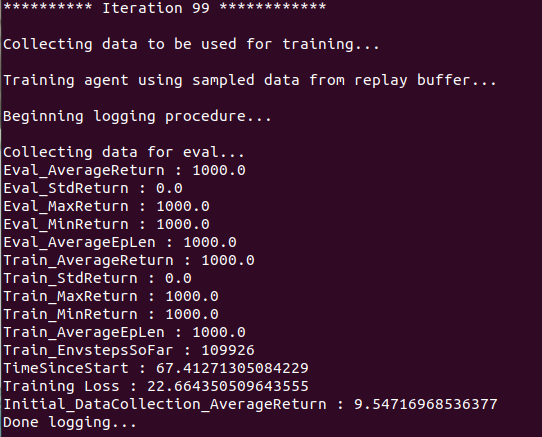 ********** Iteration 99 ************
Collecting data to be used for training...
Training agent using sampled data from replay buffer...
Beginning logging procedure...
Collecting data for eval...
Eval_AverageReturn : 1000.0
Eval_StdReturn : 0.0
Eval_MaxReturn : 1000.0
Eval_MinReturn : 1000.0
Eval_AverageEpLen : 1000.0
Train_AverageReturn : 1000.0
Train_StdReturn : 0.0
Train_MaxReturn : 1000.0
Train_MinReturn : 1000.0
Train_AverageEpLen : 1000.0
Train_EnvstepsSoFar : 109926
TimeSinceStart : 67.41271305084229
Training Loss : 22.664350509643555
Initial_DataCollection_AverageReturn : 9.54716968536377
Done logging...